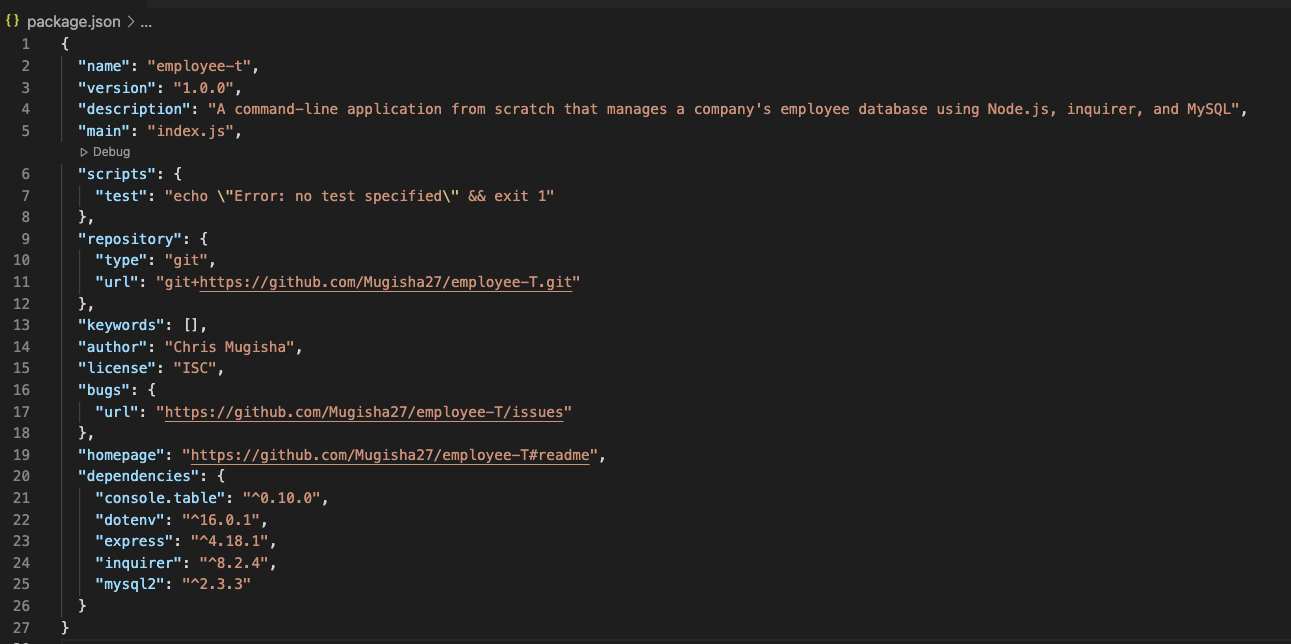 {} package.json > ...
1 {
2 "name": "employee-t",
3 "version": "1.0.0",
4 "description": "A command-line application from scratch that manages a company's employee database using Node.js, inquirer, and MySQL",
5 "main": "index.js",
Debug
6 "scripts": {
7 "test": "echo \"Error: no test specified\" && exit 1"
8 },
9 "repository": {
10 "type": "git",
11 "url": "git+https://github.com/Mugisha27/employee-T.git"
12 },
13 "keywords": [],
14 "author": "Chris Mugisha",
15 "license": "ISC",
16 "bugs": {
17 "url": "https://github.com/Mugisha27/employee-T/issues"
18 },
19 "homepage": "https://github.com/Mugisha27/employee-T#readme",
20 "dependencies": {
21 "console.table": "^0.10.0",
22 "dotenv": "^16.0.1",
23 "express": "^4.18.1",
24 "inquirer": "^8.2.4",
25 "mysql2": "^2.3.3"
26 }
27 }